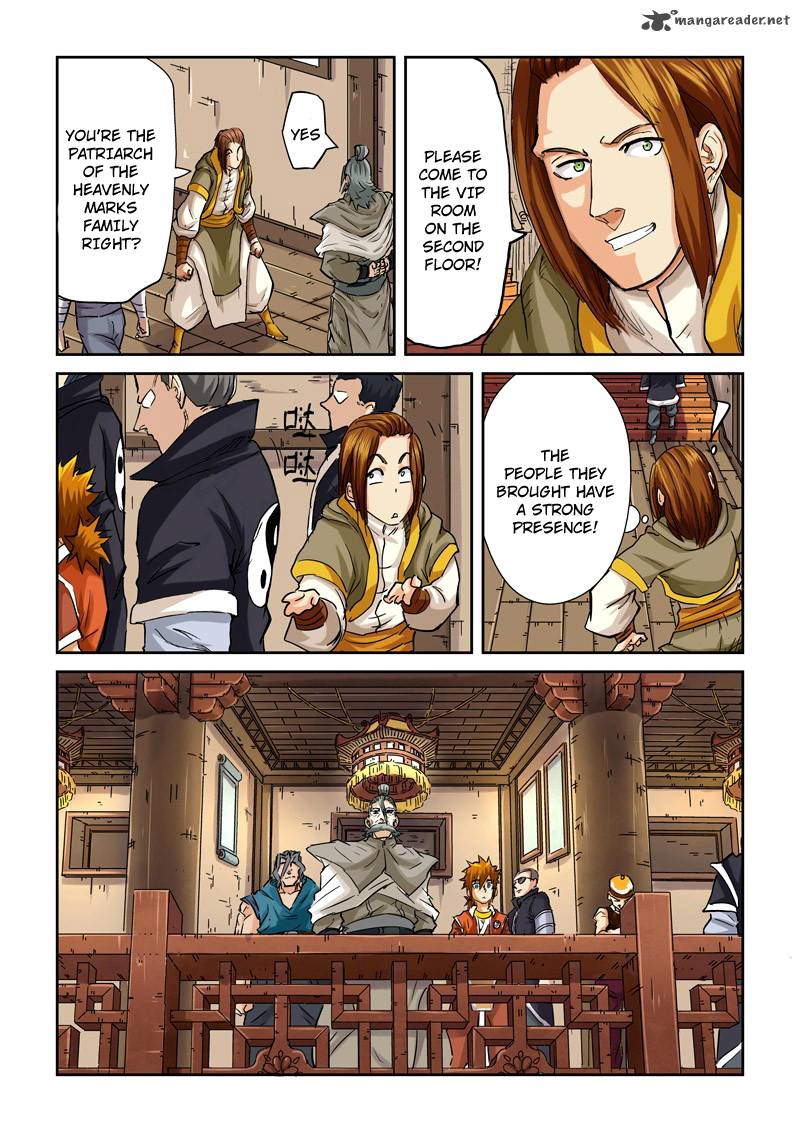 mangareader.net
YOU'RE THE
PATRIARCH
OF THE
HEAVENLY
MARKS
FAMILY
RIGHT?
YES
PLEASE
COME TO
THE VIP
ROOM
ON THE
SECOND
FLOOR!
哒
哒
THE
PEOPLE THEY
BROUGHT HAVE
A STRONG
PRESENCE!